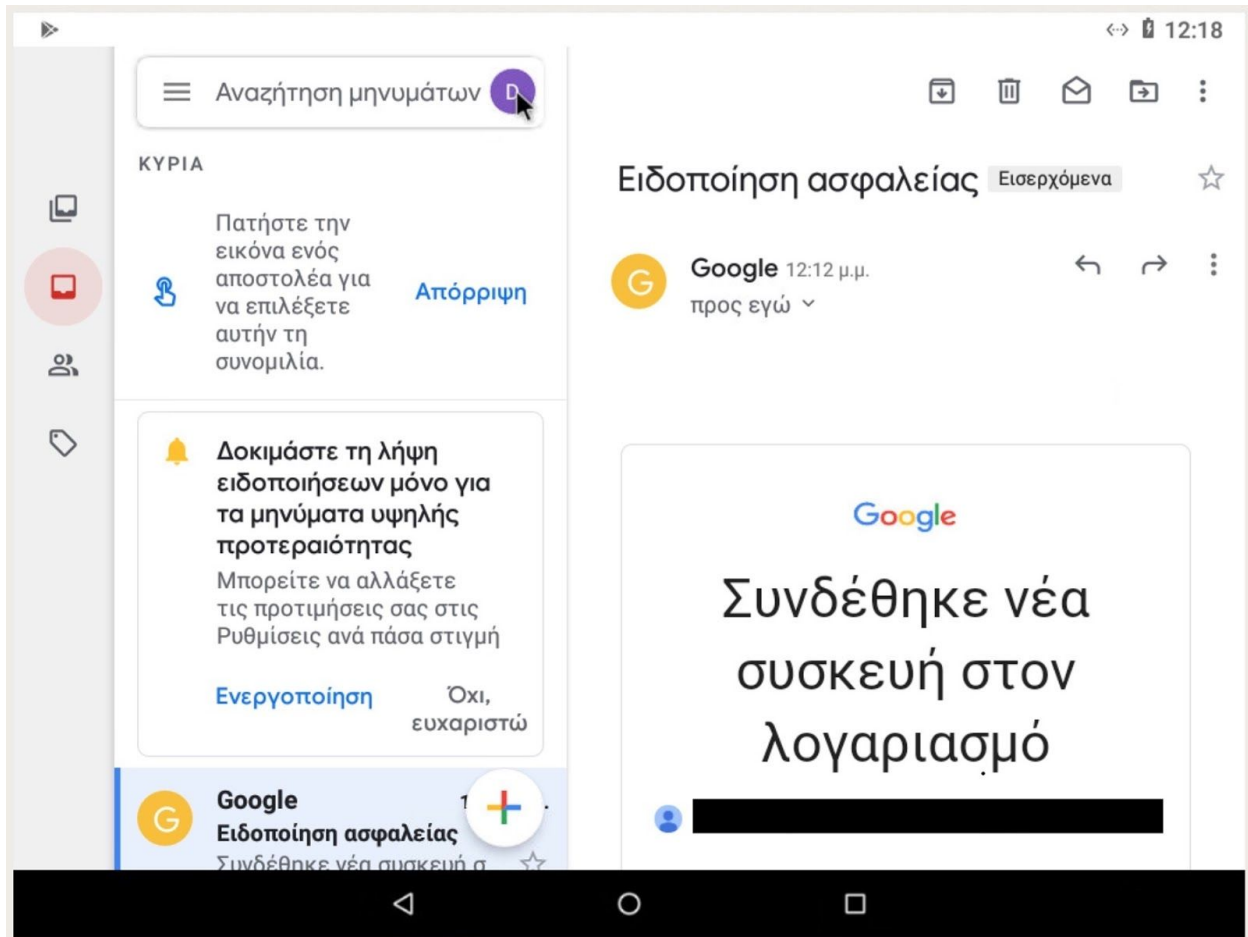 12:18
Αναζήτηση μηνυμάτων
D
ΚΥΡΙΑ
Πατήστε την
εικόνα ενός
αποστολέα για
να επιλέξετε
αυτήν τη
συνομιλία.
Απόρριψη
Δοκιμάστε τη λήψη
ειδοποιήσεων μόνο για
τα μηνύματα υψηλής
προτεραιότητας
Μπορείτε να αλλάξετε
τις προτιμήσεις σας στις
Ρυθμίσεις ανά πάσα στιγμή
Ενεργοποίηση
Όχι,
ευχαριστώ
G
Google
Ειδοποίηση ασφαλείας
Συνδέθηκε νέα συσκευή σ
Ειδοποίηση ασφαλείας Εισερχόμενα
G
Google 12:12 μ.μ.
προς εγώ
Google
Συνδέθηκε νέα
συσκευή στον
λογαριασμό